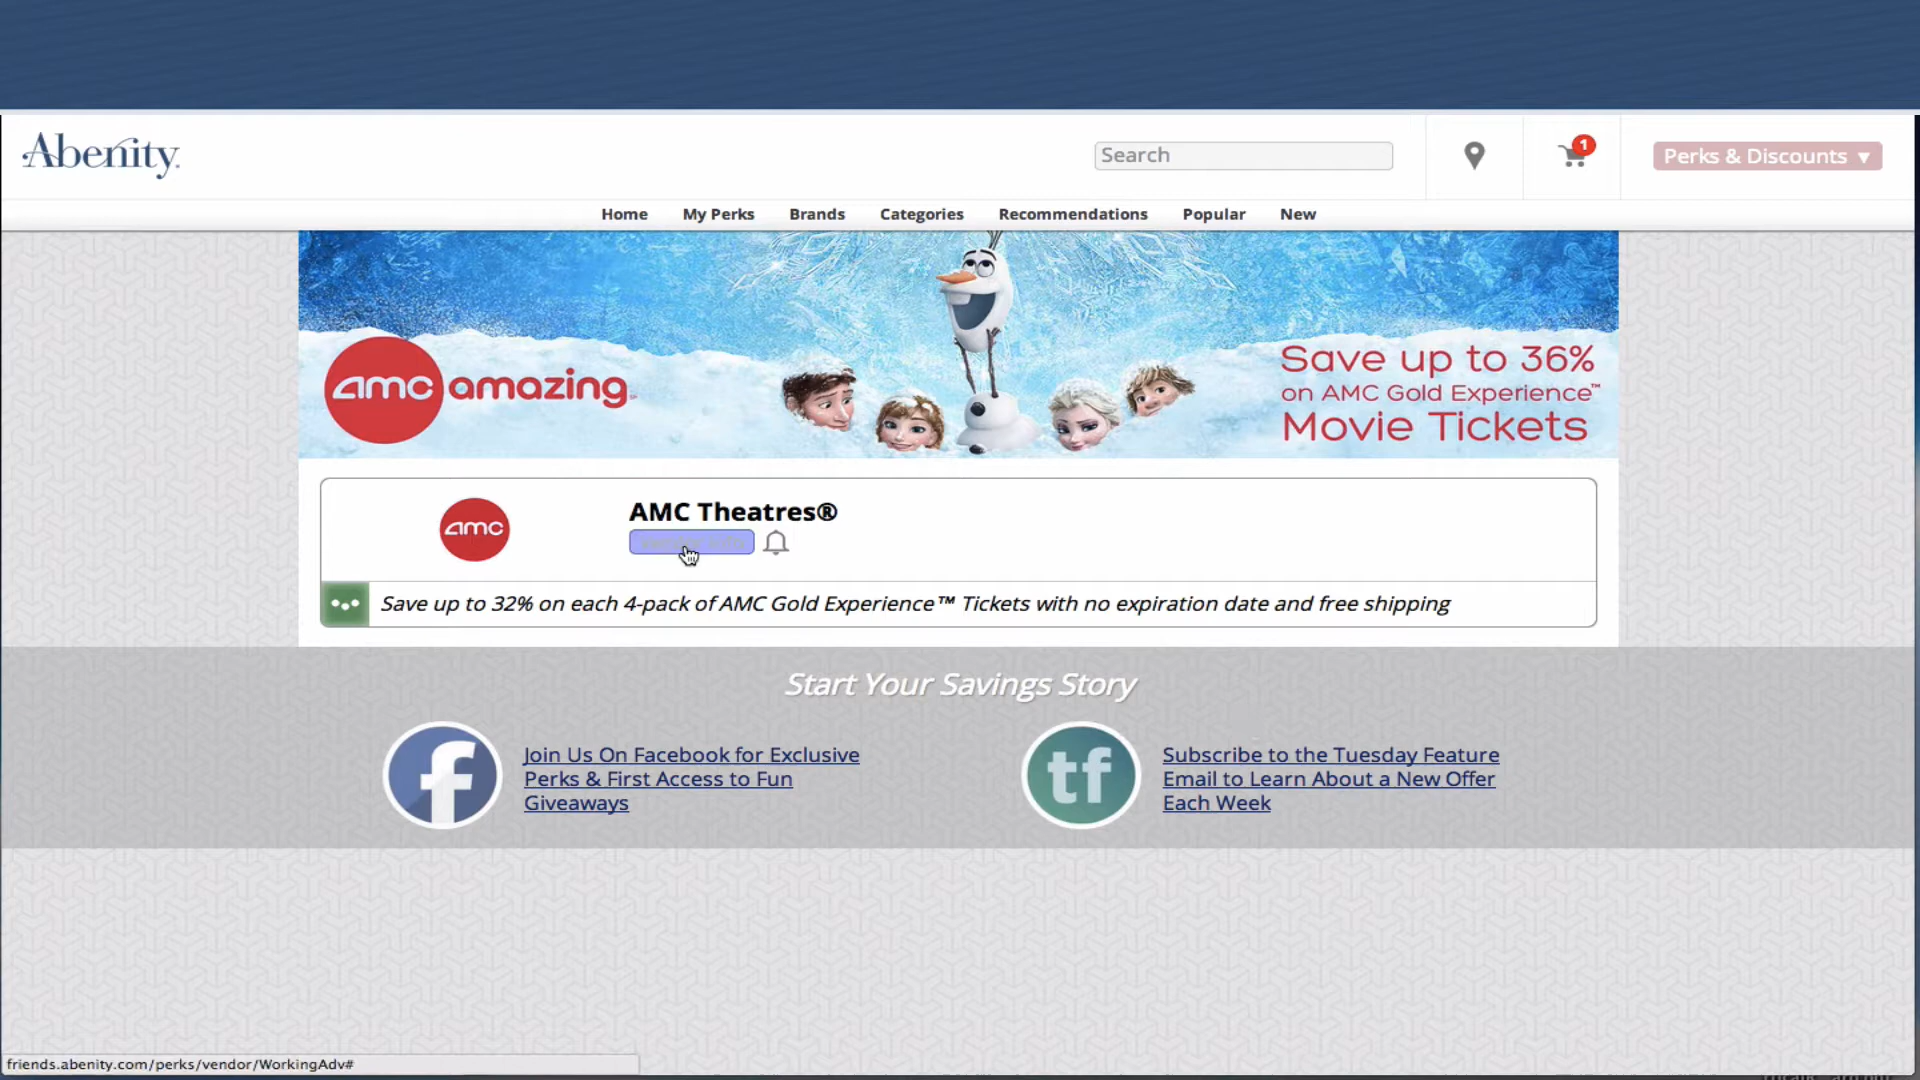 Abenity.
Search
1
Perks & Discounts ▼
Home My Perks Brands Categories Recommendations Popular New
amc amazing
Save up to 36%
on AMC Gold Experience™
Movie Tickets
amc
AMC Theatres®
Save up to 32% on each 4-pack of AMC Gold Experience™ Tickets with no expiration date and free shipping
Start Your Savings Story
f
Join Us On Facebook for Exclusive
Perks & First Access to Fun
Giveaways
tf
Subscribe to the Tuesday Feature
Email to Learn About a New Offer
Each Week
friends.abenity.com/perks/vendor/WorkingAdv#